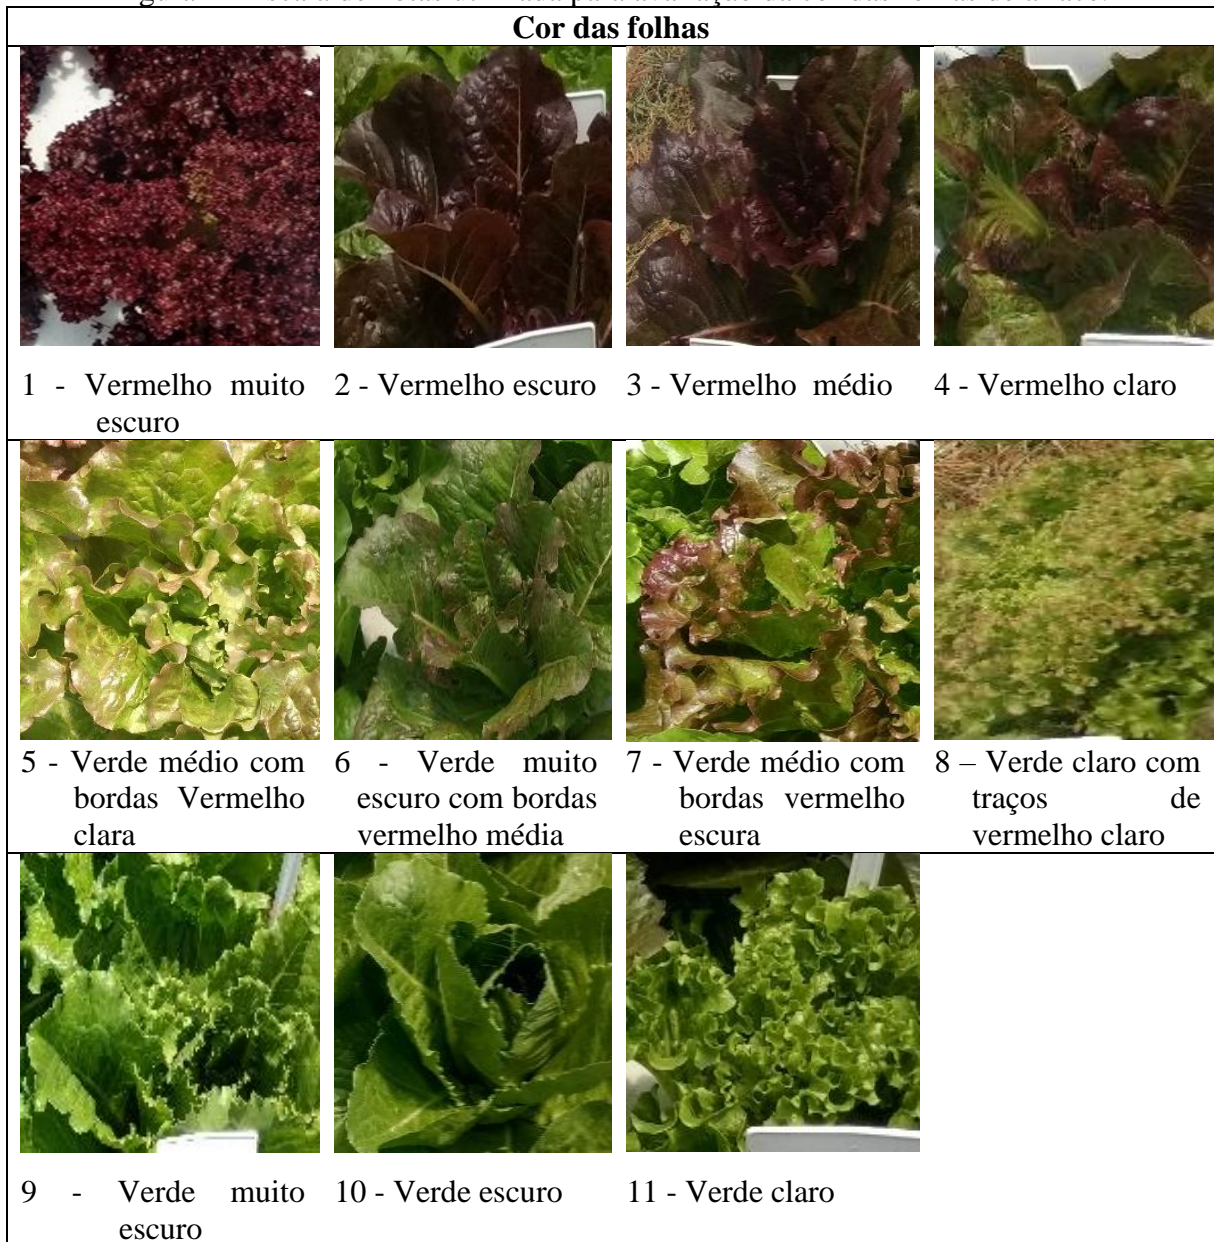 Cor das folhas
1 - Vermelho muito
escuro
2 - Vermelho escuro
3 - Vermelho médio
4 - Vermelho claro
5 - Verde médio com
bordas Vermelho
clara
6 - Verde muito
escuro com bordas
vermelho média
7 - Verde médio com
bordas vermelho
escura
8 – Verde claro com
traços de
vermelho claro
9 - Verde muito
escuro
10 - Verde escuro
11 - Verde claro